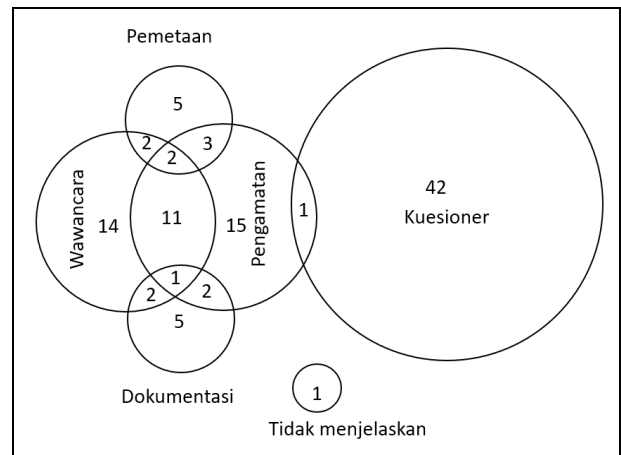 Pemetaan
5
2
3
2
Wawancara
14
11
15
Pengamatan
1
42
Kuesioner
1
2
2
5
Dokumentasi
1
Tidak menjelaskan